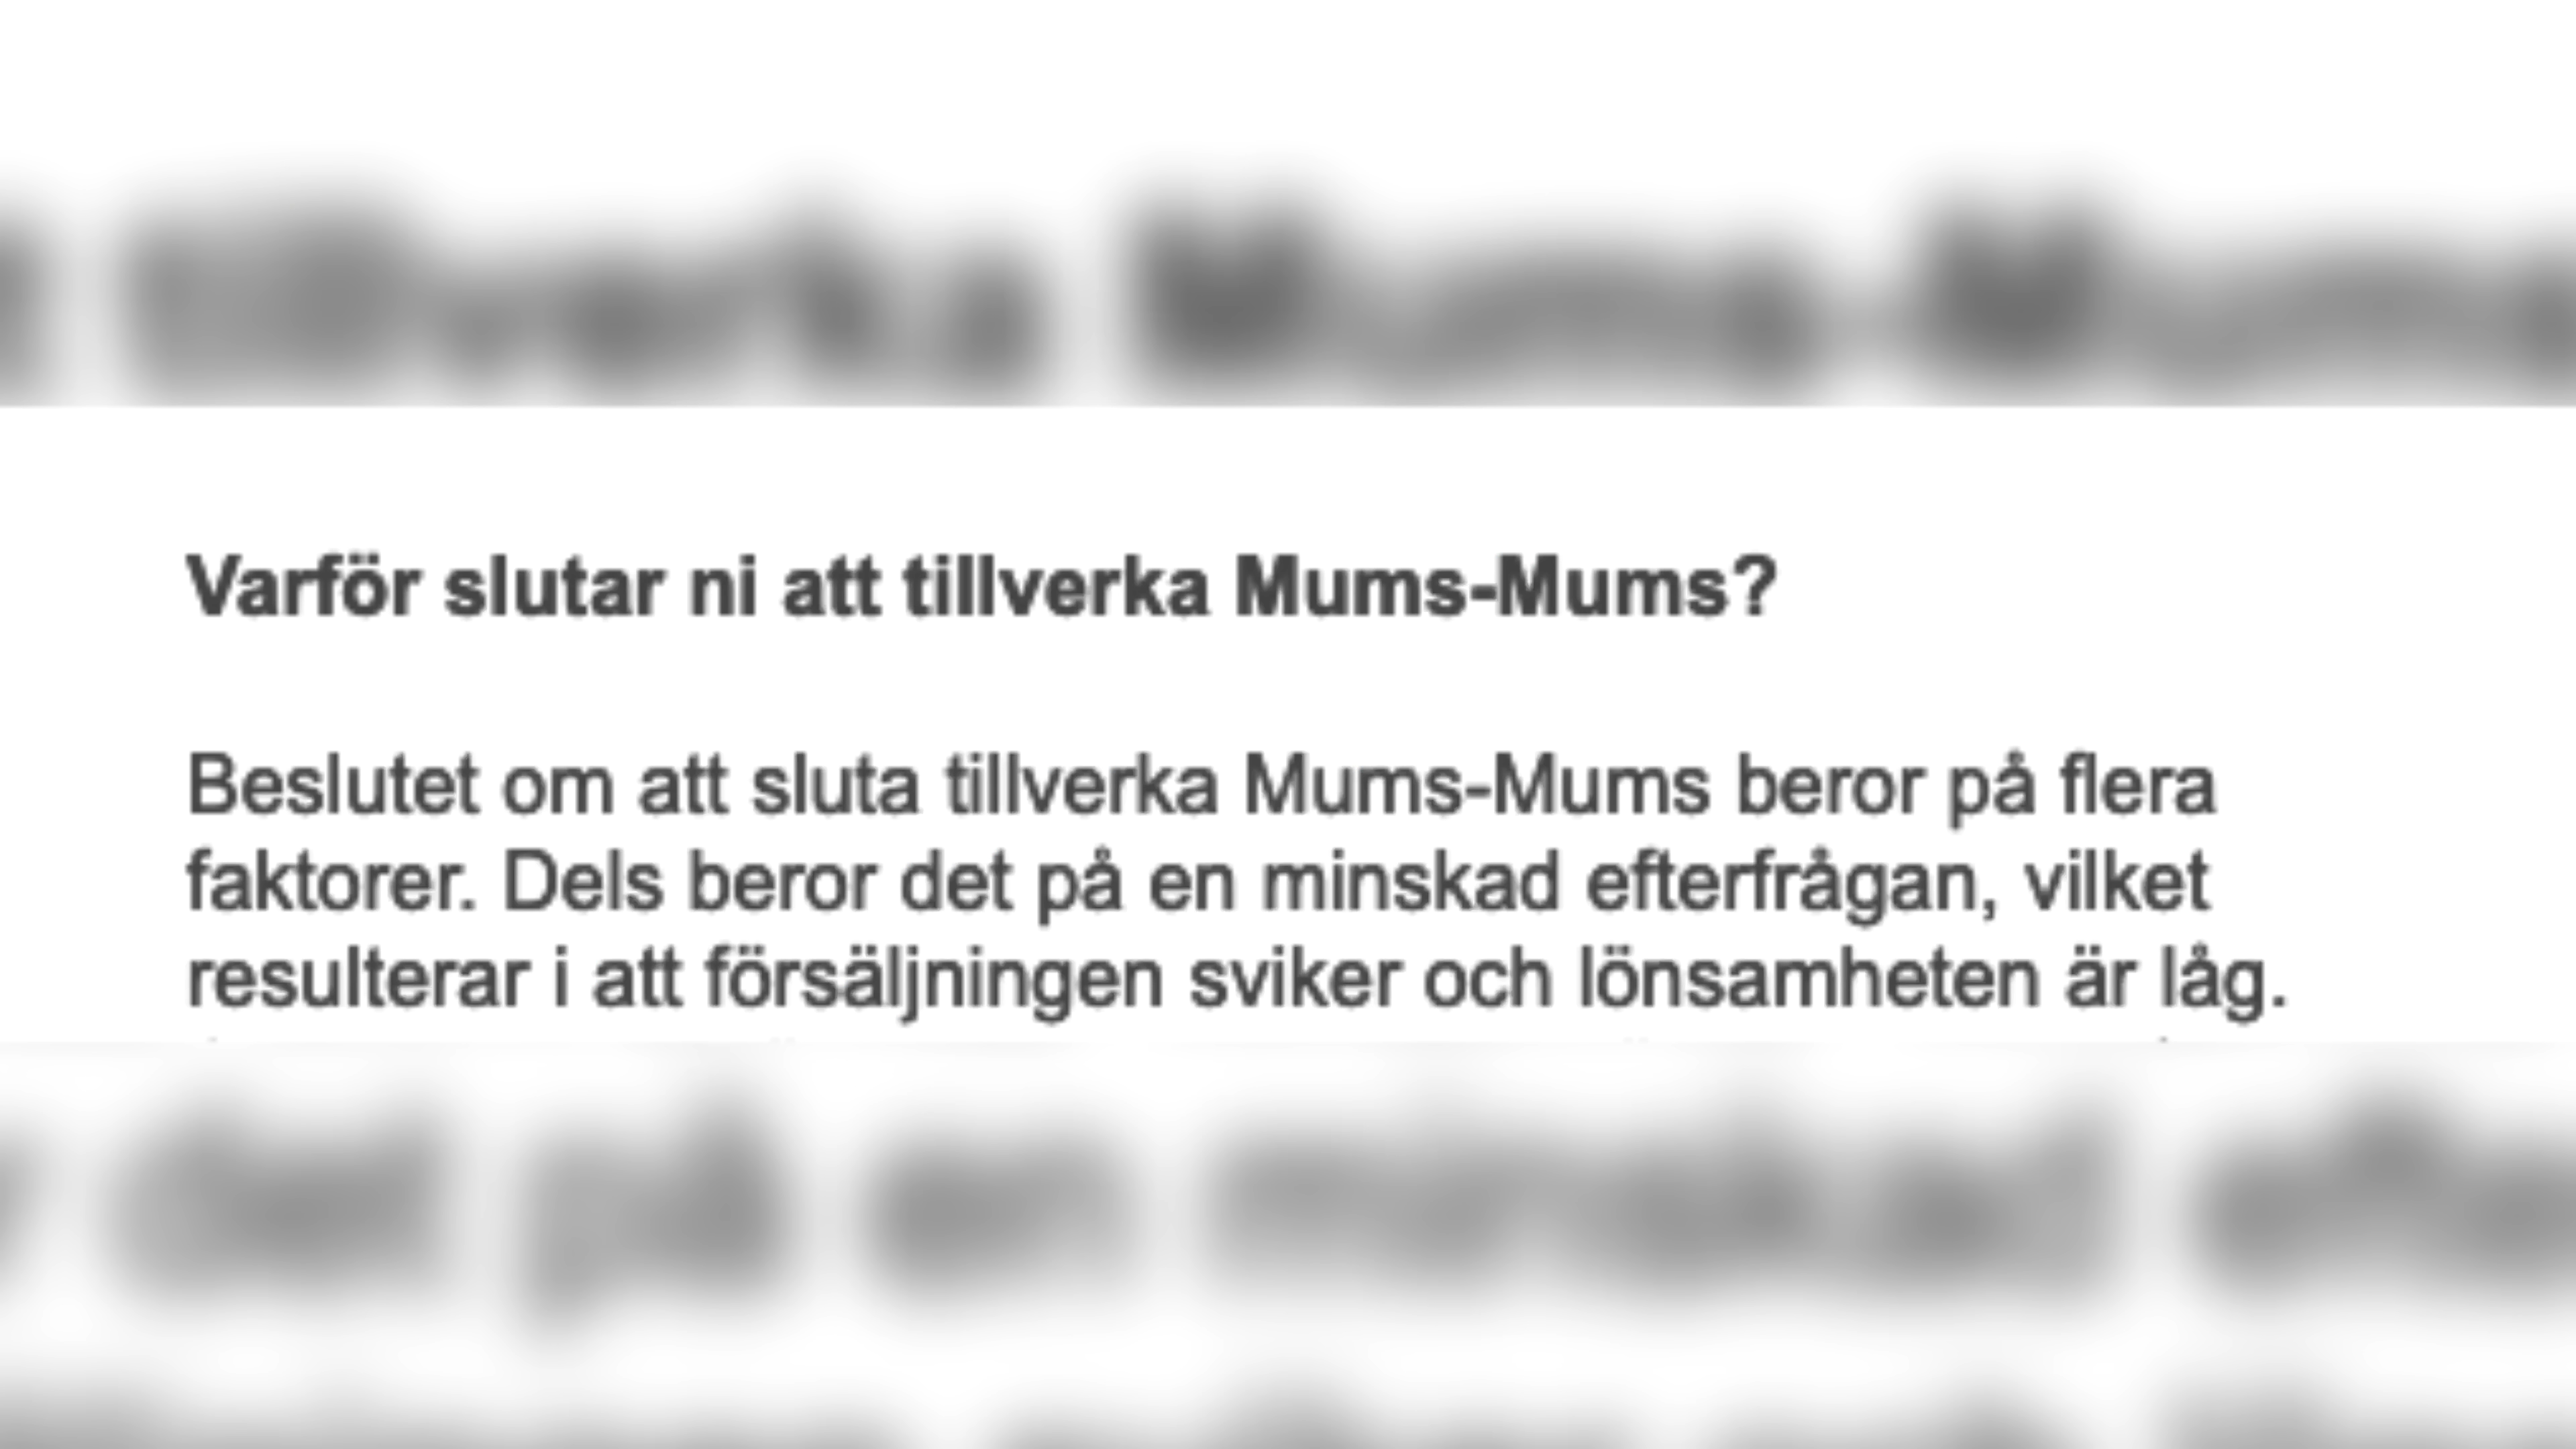 Varför slutar ni att tillverka Mums-Mums?
Beslutet om att sluta tillverka Mums-Mums beror på flera
faktorer. Dels beror det på en minskad efterfrågan, vilket
resulterar i att försäljningen sviker och lönsamheten är låg.